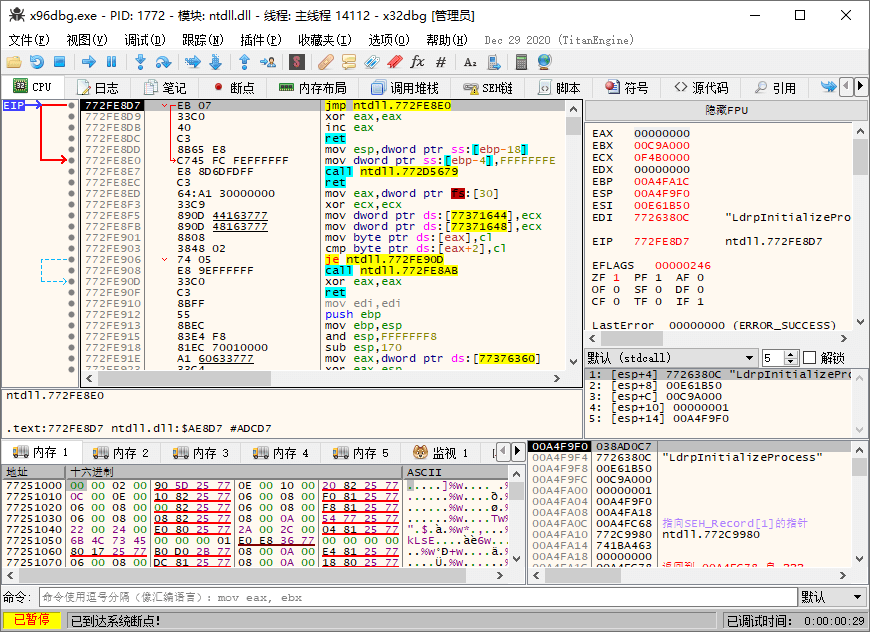 x96dbg.exe - PID: 1772 - 模块: ntdll.dll - 线程: 主线程 14112 - x32dbg [管理员]
文件(F) 视图(V) 调试(D) 跟踪(N) 插件(P) 收藏夹(I) 选项(O) 帮助(H) Dec 29 2020 (TitanEngine)
CPU 日志 笔记 断点 内存布局 调用堆栈 SEH链 脚本 符号 源代码 引用
EIP
772FE8D7 EB 07 jmp ntdll.772FE8E0
772FE8D9 33C0 xor eax,eax
772FE8DB 40 inc eax
772FE8DC C3 ret
772FE8DD 8B65 E8 mov esp,dword ptr ss:[ebp-18]
772FE8E0 C745 FC FEFFFFFF mov dword ptr ss:[ebp-4],FFFFFFFE
772FE8E7 E8 8D6DFDFF call ntdll.772D5679
772FE8EC C3 ret
772FE8ED 64:A1 30000000 mov eax,dword ptr fs:[30]
772FE8F3 33C9 xor ecx,ecx
772FE8F5 890D 44163777 mov dword ptr ds:[77371644],ecx
772FE8FB 890D 48163777 mov dword ptr ds:[77371648],ecx
772FE901 8808 mov byte ptr ds:[eax],cl
772FE903 3848 02 cmp byte ptr ds:[eax+2],cl
772FE906 74 05 je ntdll.772FE90D
772FE908 E8 9EFFFFFF call ntdll.772FE8AB
772FE90D 33C0 xor eax,eax
772FE90F C3 ret
772FE910 8BFF mov edi,edi
772FE912 55 push ebp
772FE913 8BEC mov ebp,esp
772FE915 83E4 F8 and esp,FFFFFFF8
772FE918 81EC 70010000 sub esp,170
772FE91E A1 60633777 mov eax,dword ptr ds:[77376360]
772FE923 33C4 xor eax,esp
隐藏FPU
EAX 00000000
EBX 00C9A000
ECX 0F4B0000
EDX 00000000
EBP 00A4FA1C
ESP 00A4F9F0
ESI 00E61B50
EDI 7726380C "LdrpInitializePro
EIP 772FE8D7 ntdll.772FE8D7
EFLAGS 00000246
ZF 1 PF 1 AF 0
OF 0 SF 0 DF 0
CF 0 TF 0 IF 1
LastError 00000000 (ERROR_SUCCESS)
默认 (stdcall) 5 解锁
1: [esp+4] 7726380C "LdrpInitializePro
2: [esp+8] 00E61B50
3: [esp+C] 00C9A000
4: [esp+10] 00000001
5: [esp+14] 00A4F9F0
ntdll.772FE8E0
.text:772FE8D7 ntdll.dll:$AE8D7 #ADCD7
内存 1 内存 2 内存 3 内存 4 内存 5 监视 1
地址 十六进制 ASCII
77251000 00 00 02 00 90 5D 25 77 0E 00 10 00 20 82 25 77 .....]%w.... .%w
77251010 0C 00 0E 00 10 82 25 77 06 00 08 00 F0 81 25 77
77251020 06 00 08 00 00 82 25 77 06 00 08 00 F8 81 25 77
77251030 06 00 08 00 08 82 25 77 08 00 0A 00 54 77 25 77
77251040 22 00 24 00 E0 80 25 77 2A 00 2C 00 04 81 25 77
77251050 6B 4C 73 45 00 00 00 01 E0 E8 36 77 00 00 00 00
77251060 80 17 25 77 B0 D0 2B 77 08 00 0A 00 E4 81 25 77
77251070 06 00 08 00 DC 81 25 77 08 00 0A 00 18 80 25 77
00A4F9F0 038AD0C7
00A4F9F4 7726380C "LdrpInitializeProcess"
00A4F9F8 00E61B50
00A4F9FC 00C9A000
00A4FA00 00000001
00A4FA04 00A4F9F0
00A4FA08 00A4FA18
00A4FA0C 00A4FC68 指向SEH_Record[1]的指针
00A4FA10 772C9980 ntdll.772C9980
00A4FA14 741BA463
00A4FA18 00000000
00A4FA1C 00A4FC78 返回到 00A4FC78 自 ???
命令: 命令使用逗号分隔（像汇编语言）: mov eax, ebx 默认
已暂停 已到达系统断点! 已调试时间: 0:00:00:29